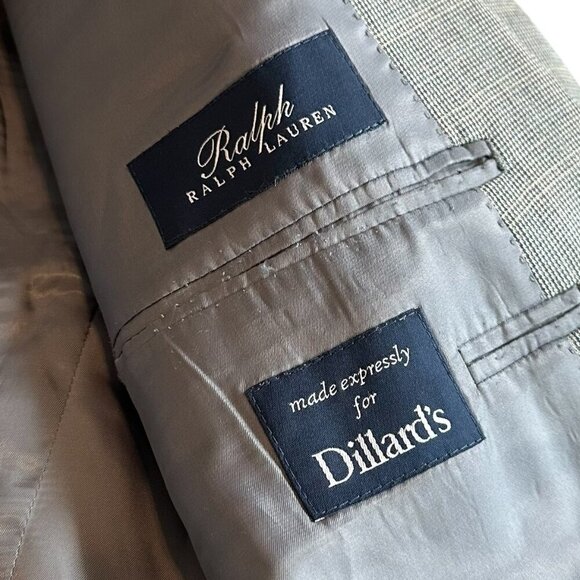 Ralph
RALPH LAUREN
made expressly
for
Dillard's